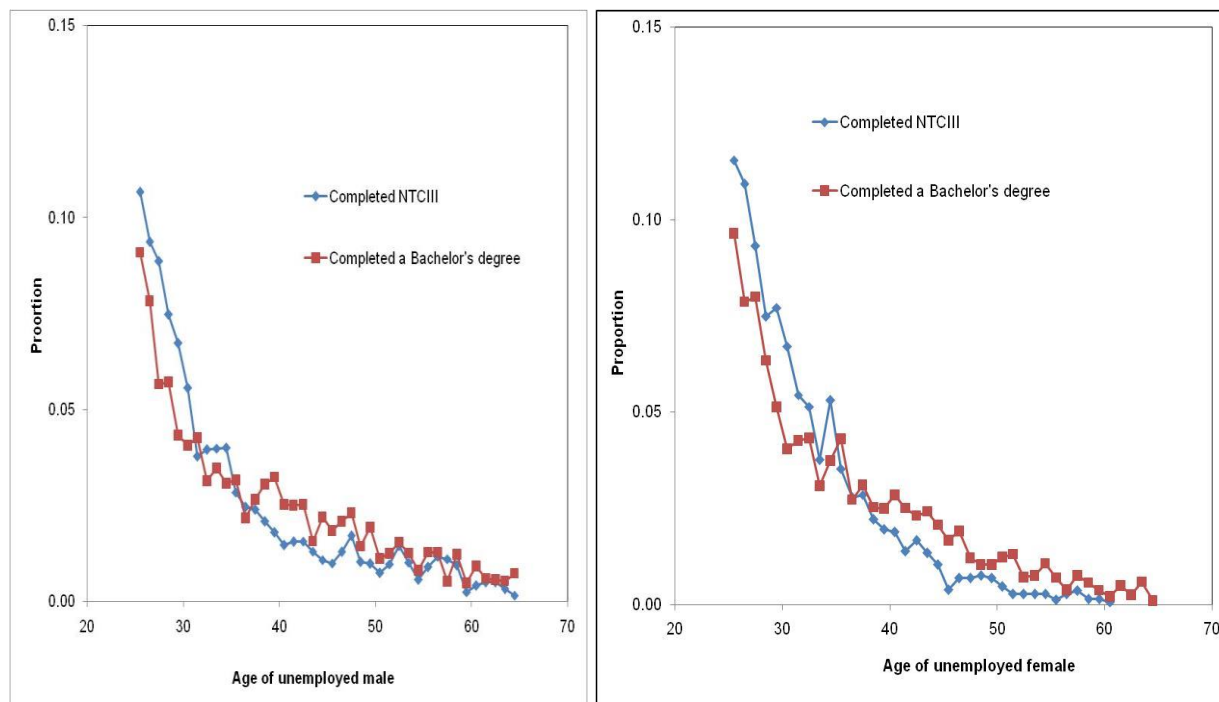 0.15
0.10
0.05
0.00
Proortion
20
30
40
50
60
70
Age of unemployed male
Completed NTCIII
Completed a Bachelor's degree
0.15
0.10
0.05
0.00
Proportion
20
30
40
50
60
70
Age of unemployed female
Completed NTCIII
Completed a Bachelor's degree